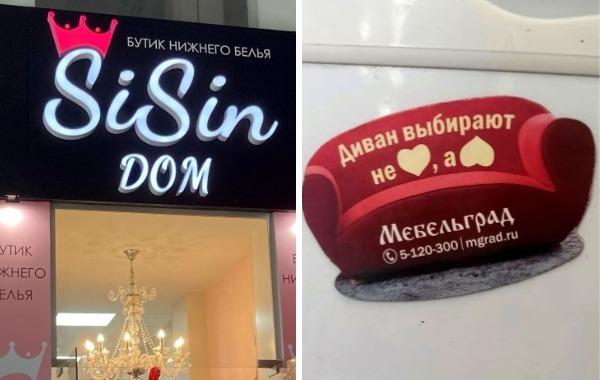 БУТИК НИЖНЕГО БЕЛЬЯ
SiSin
DOM
БУТИК
НИЖНЕГО
БЕЛЬЯ
Диван выбирают
не , а
Мебельград
5-120-300 | mgrad.ru